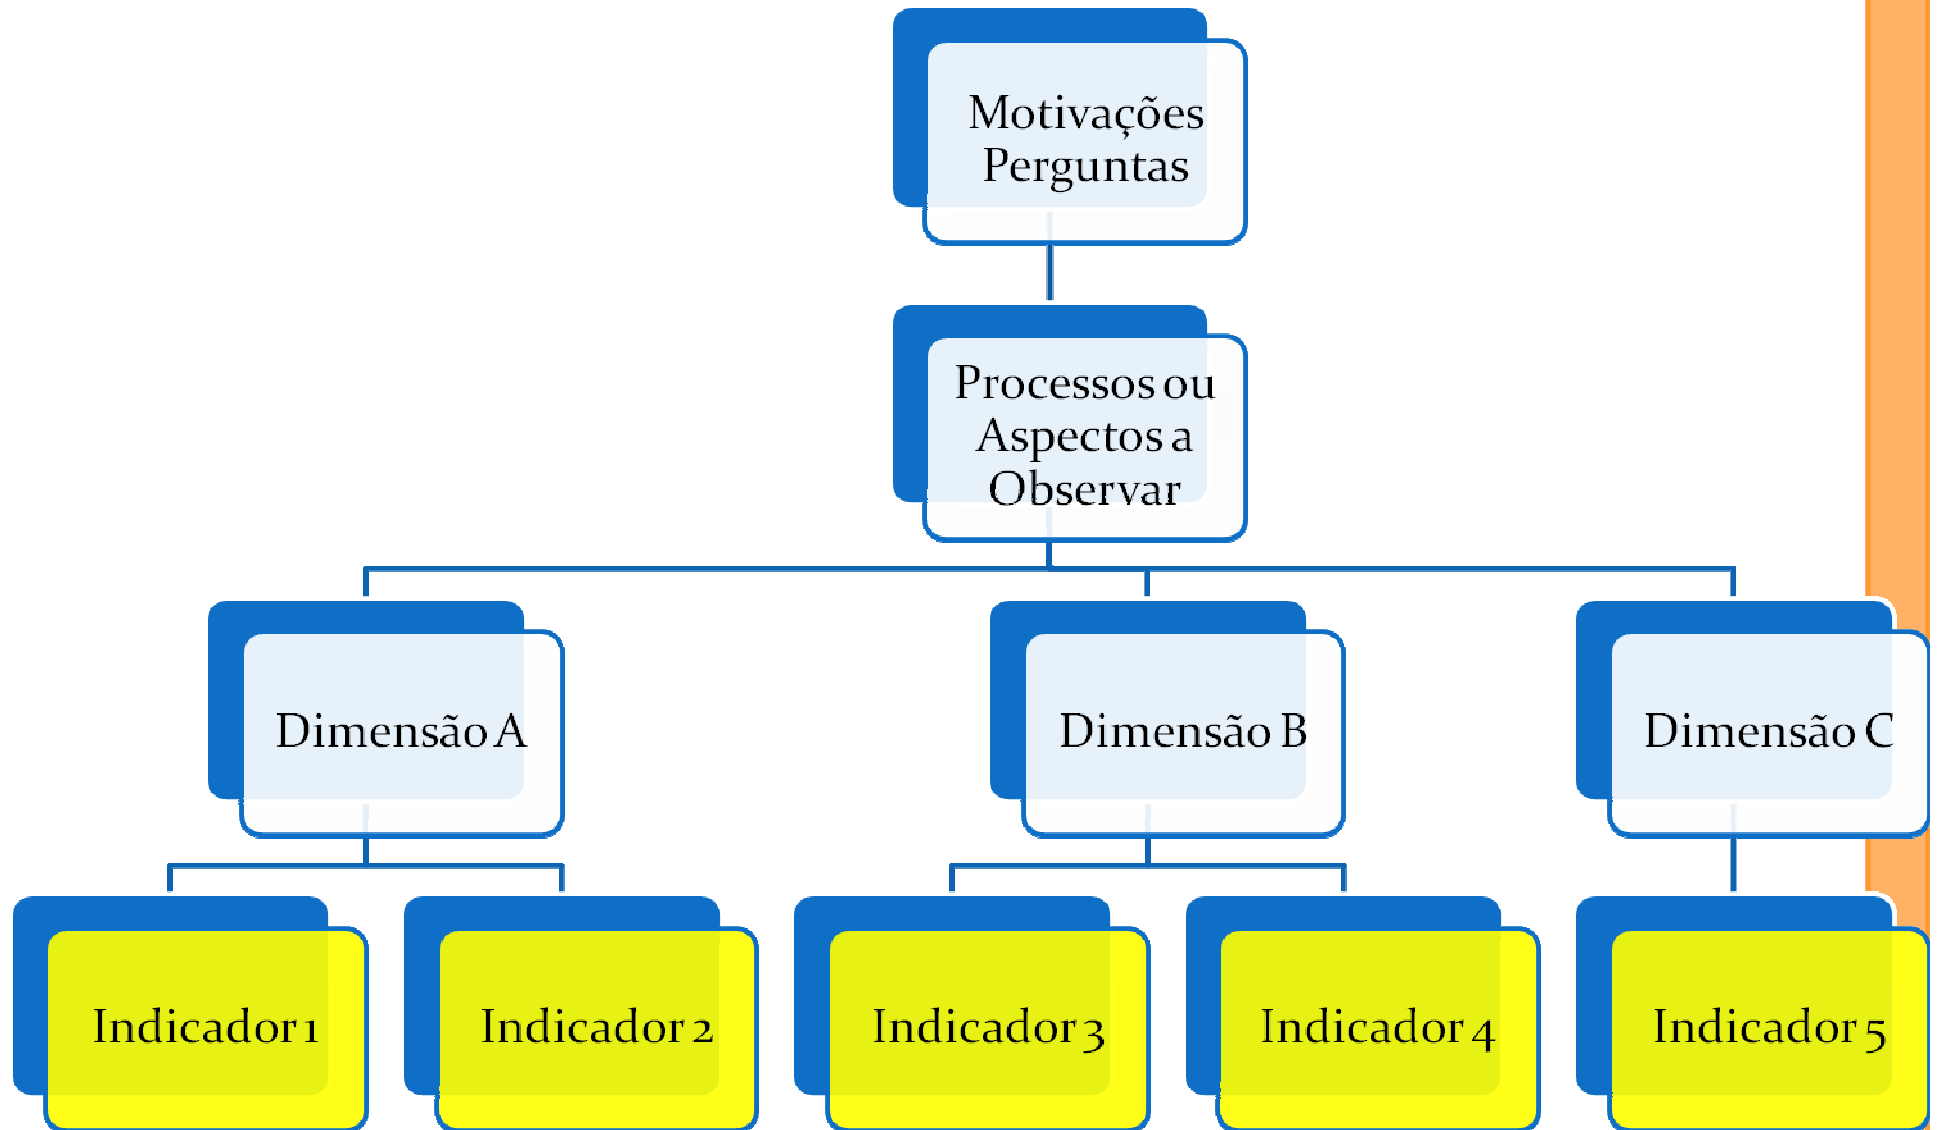 Motivações
Perguntas
Processos ou
Aspectos a
Observar
Dimensão A
Dimensão B
Dimensão C
Indicador 1
Indicador 2
Indicador 3
Indicador 4
Indicador 5